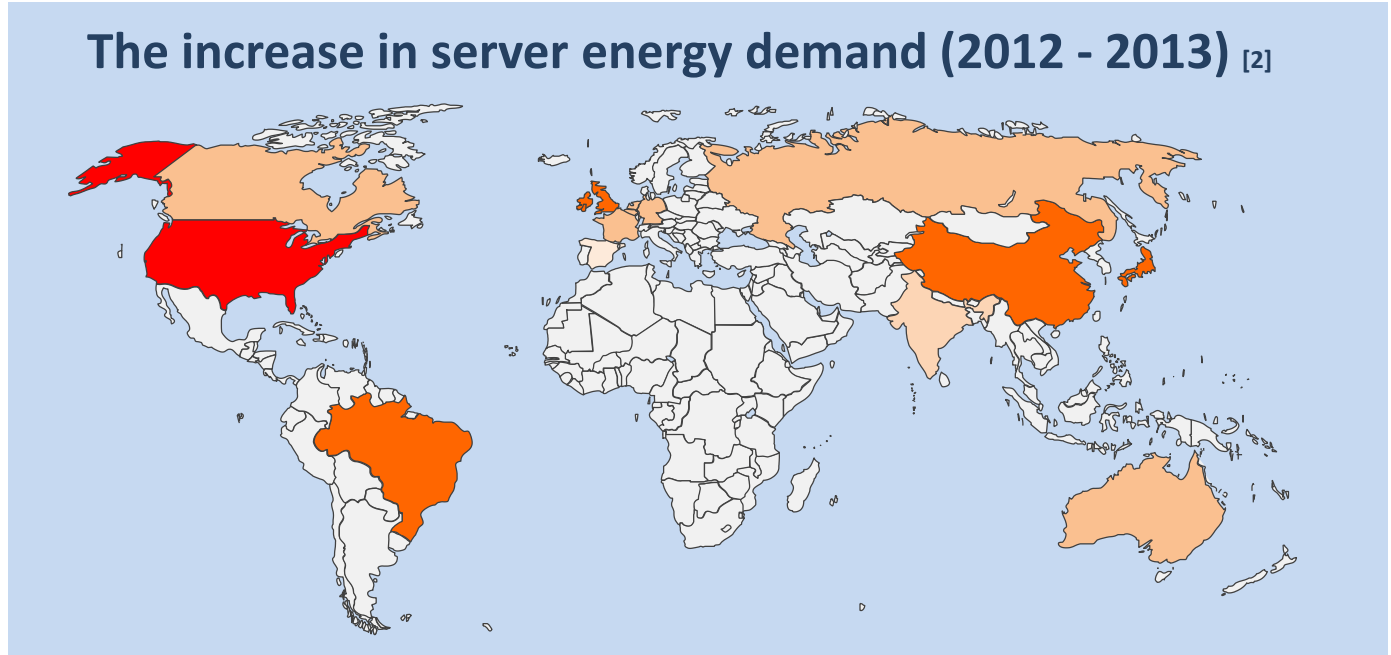 The increase in server energy demand (2012 - 2013) [2]